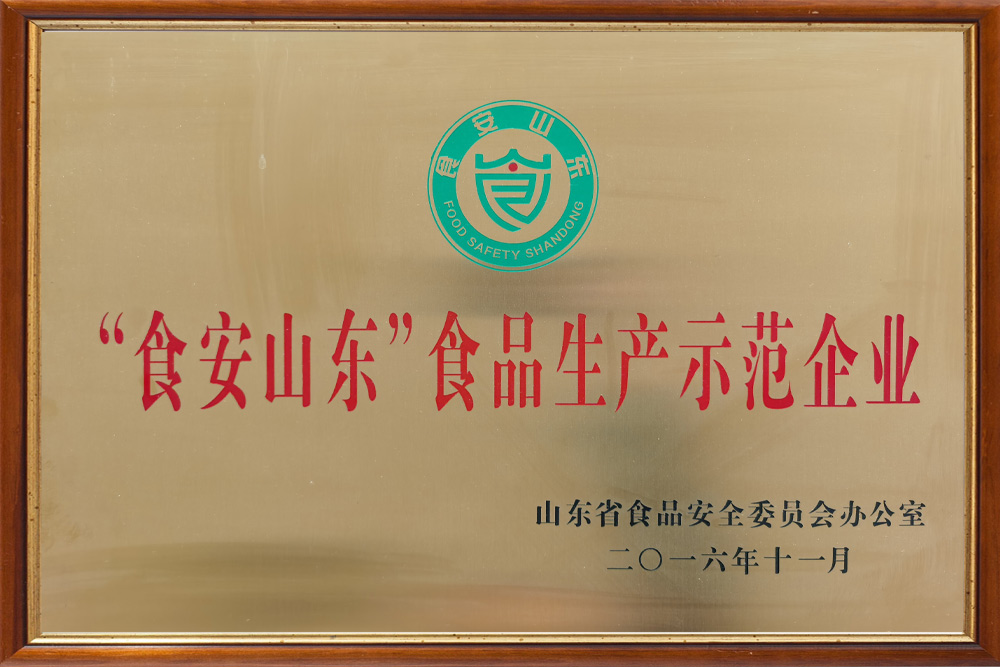 食安山东
FOOD SAFETY SHANDONG
“食安山东”食品生产示范企业
山东省食品安全委员会办公室
二〇一六年十一月